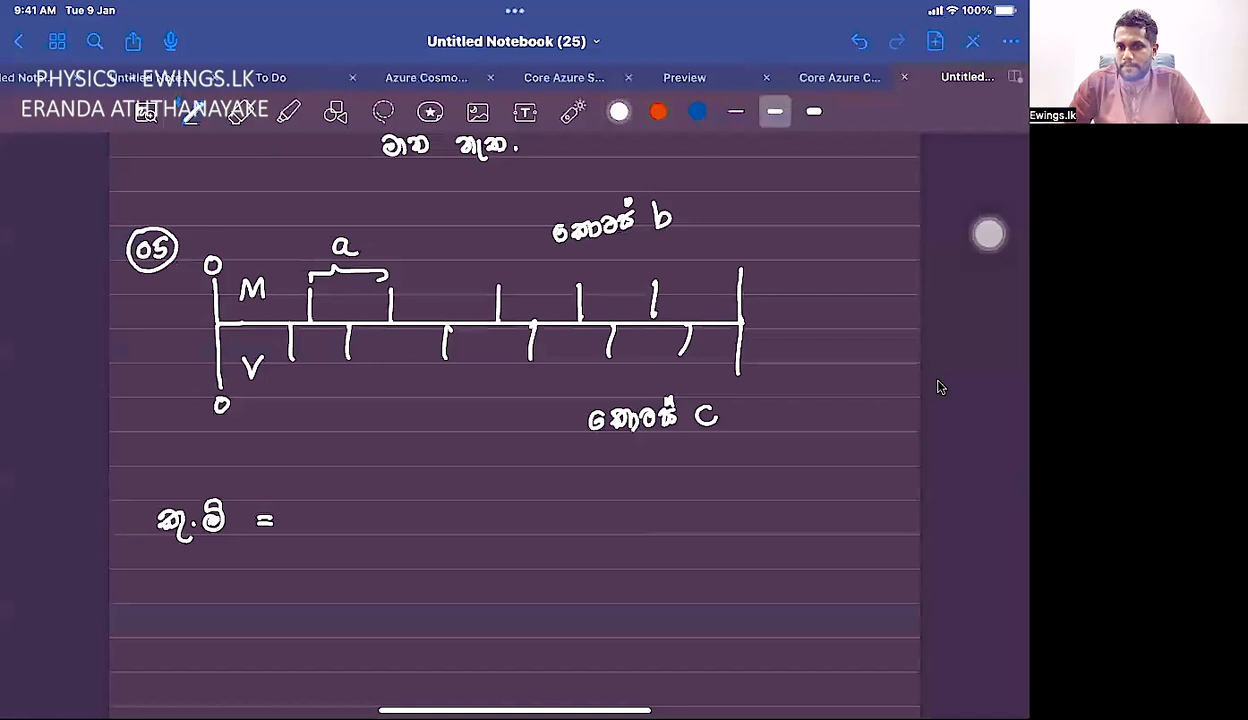 9:41 AM Tue 9 Jan
100%
Untitled Notebook (25)
PHYSICS - EWINGS.LK
To Do
Azure Cosmo...
Core Azure S...
Preview
Core Azure C...
Untitled...
ERANDA ATHTHANAYAKE
Ewings.lk
මාන නැත.
කොටස් b
05
a
0
M
V
0
කොටස් C
කු.මි =